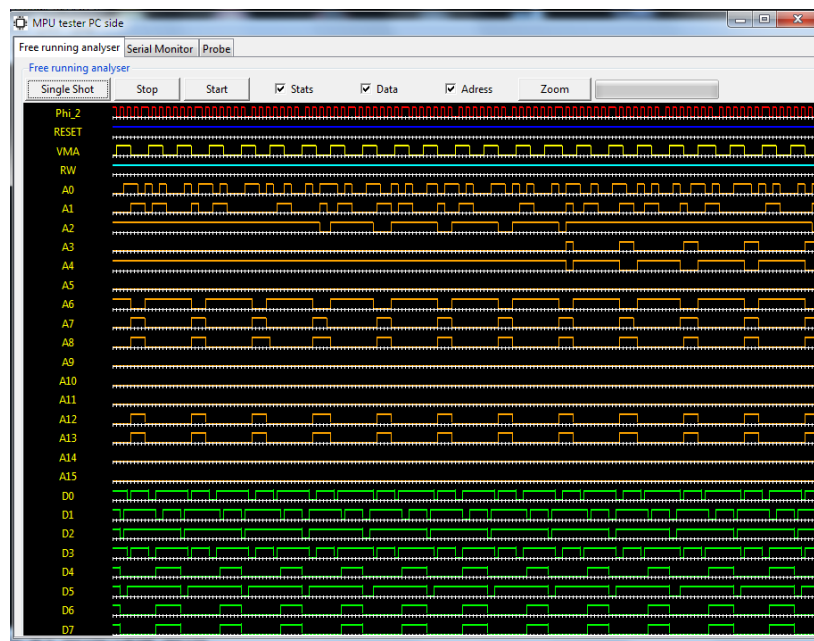 MPU tester PC side
Free running analyser Serial Monitor Probe
Free running analyser
Single Shot Stop Start Stats Data Adress Zoom
Phi_2
RESET
VMA
RW
A0
A1
A2
A3
A4
A5
A6
A7
A8
A9
A10
A11
A12
A13
A14
A15
D0
D1
D2
D3
D4
D5
D6
D7